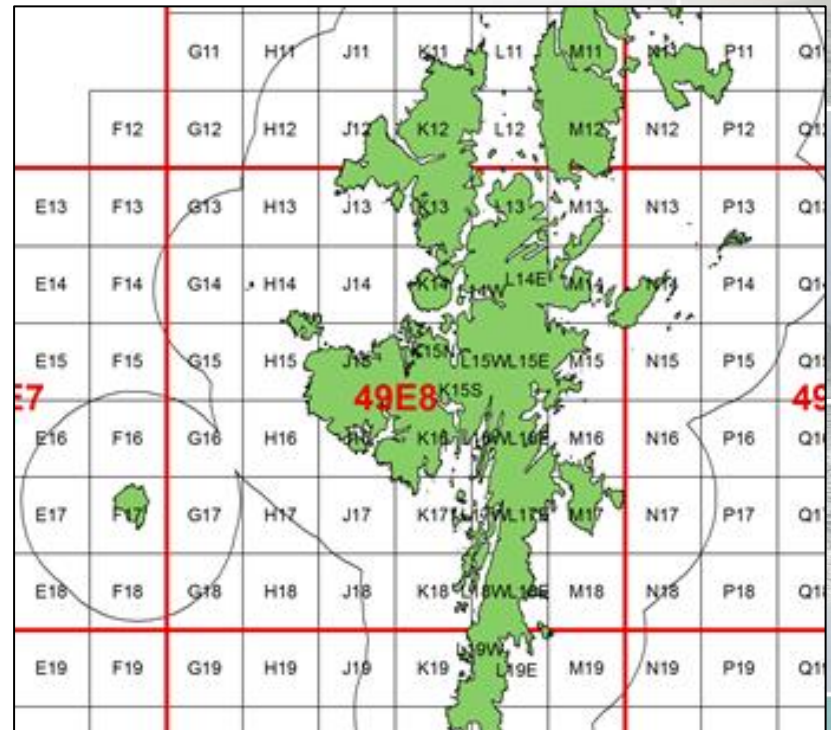 G11 H11 J11 K11 L11 M11 N11 P11
F12 G12 H12 J12 K12 L12 M12 N12 P12
E13 F13 G13 H13 J13 K13 L13 M13 N13 P13
E14 F14 G14 H14 J14 K14 L14W L14E M14 N14 P14
E15 F15 G15 H15 K15N L15W L15E M15 N15 P15
K15S
49E8 49
E16 F16 G16 H16 K16 L16W L16E M16 N16 P16
E17 F17 G17 H17 J17 K17 L17W L17E M17 N17 P17
E18 F18 G18 H18 J18 K18 L18W L18E M18 N18 P18
L19W
E19 F19 G19 H19 J19 K19 L19E M19 N19 P19